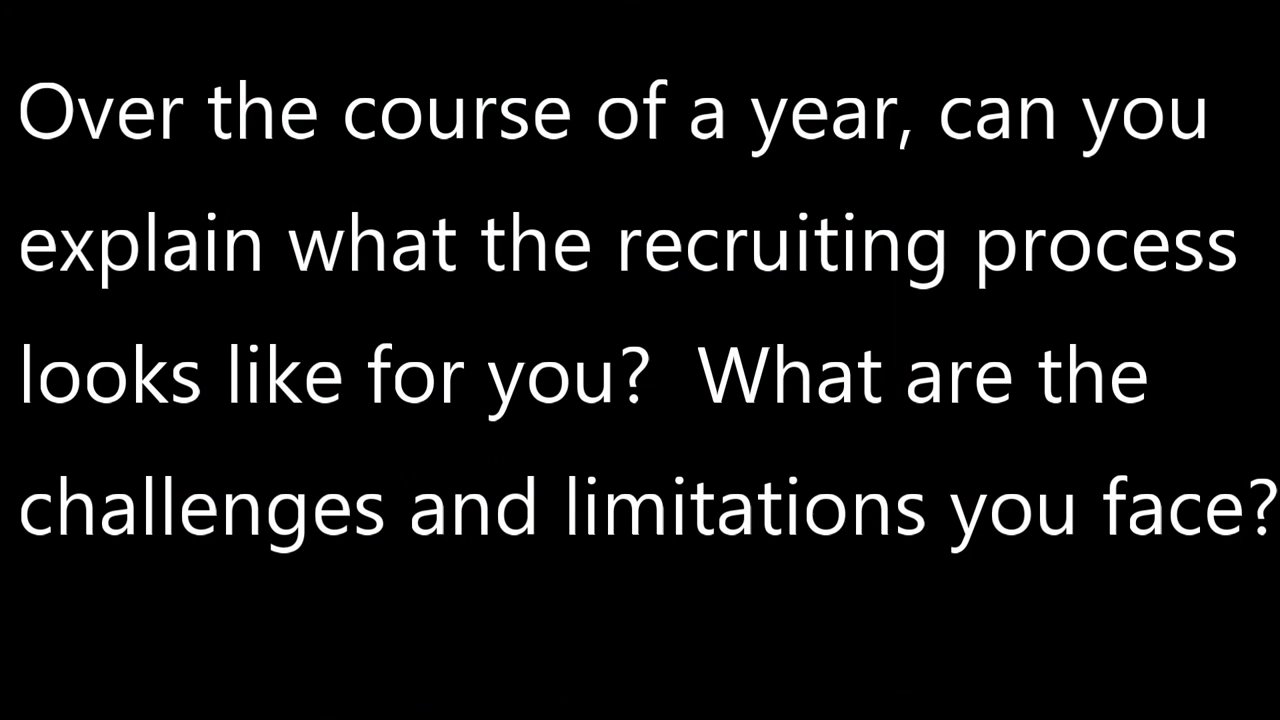 Over the course of a year, can you
explain what the recruiting process
looks like for you?  What are the
challenges and limitations you face?